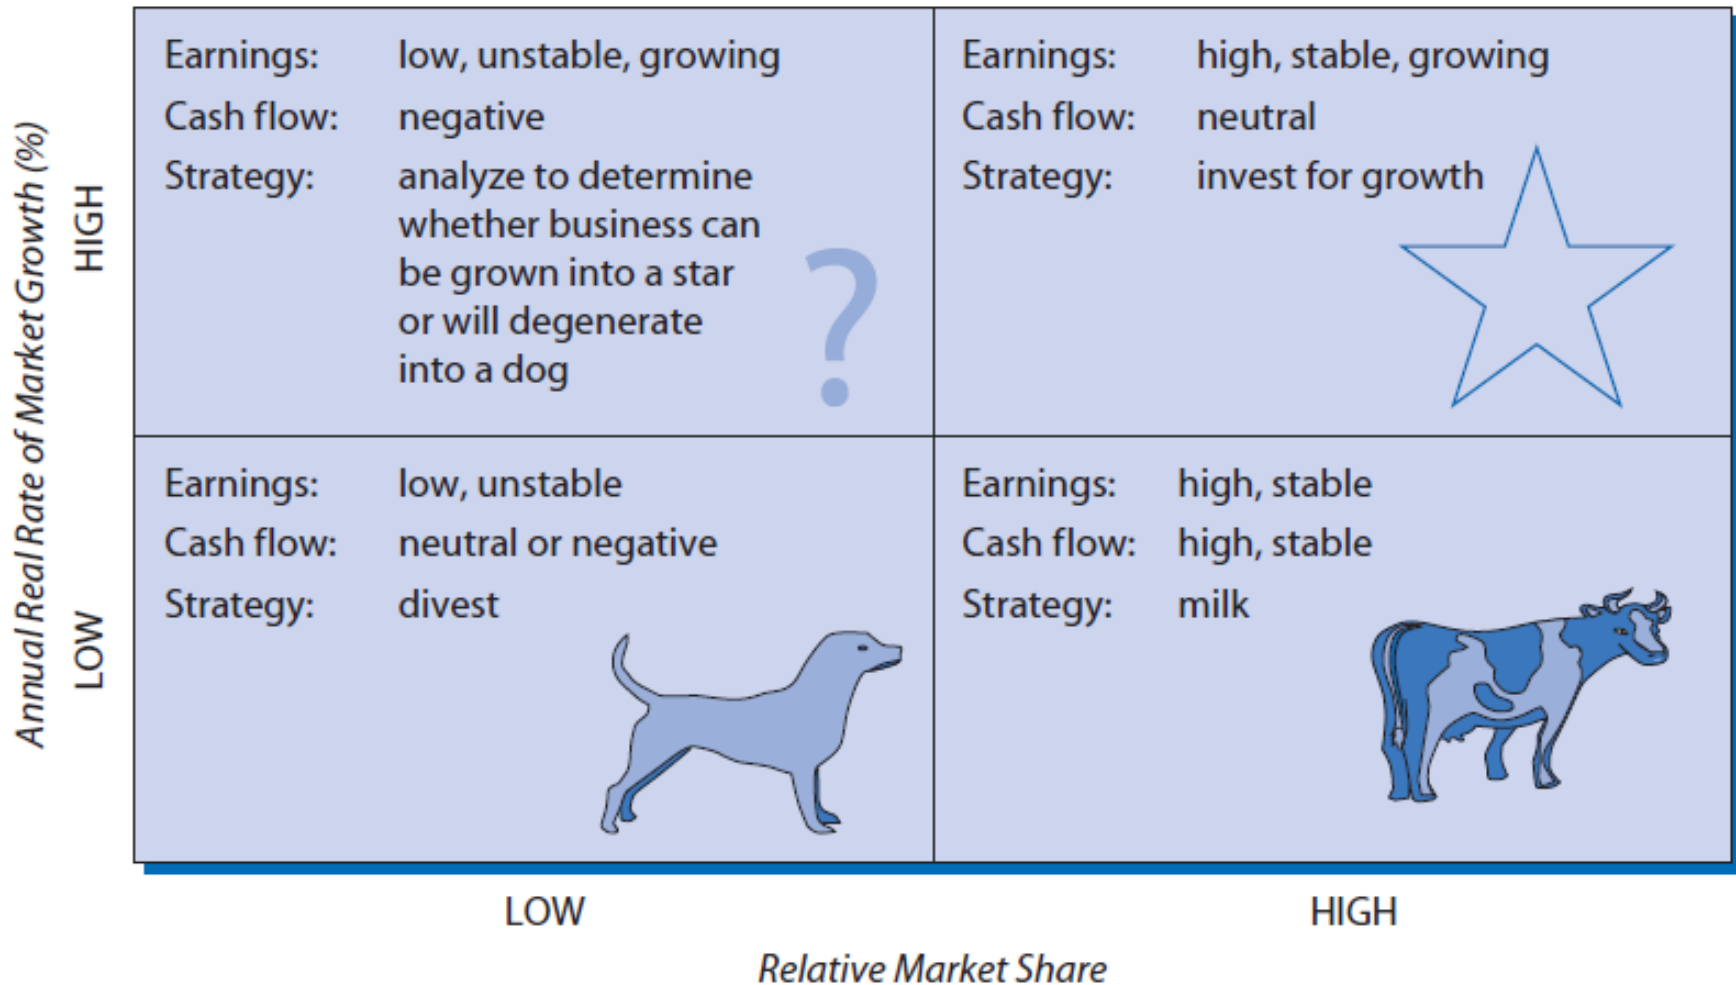 Annual Real Rate of Market Growth (%)
HIGH
LOW
Earnings: low, unstable, growing
Cash flow: negative
Strategy: analyze to determine
whether business can
be grown into a star
or will degenerate
into a dog
?
Earnings: high, stable, growing
Cash flow: neutral
Strategy: invest for growth
Earnings: low, unstable
Cash flow: neutral or negative
Strategy: divest
Earnings: high, stable
Cash flow: high, stable
Strategy: milk
LOW
HIGH
Relative Market Share